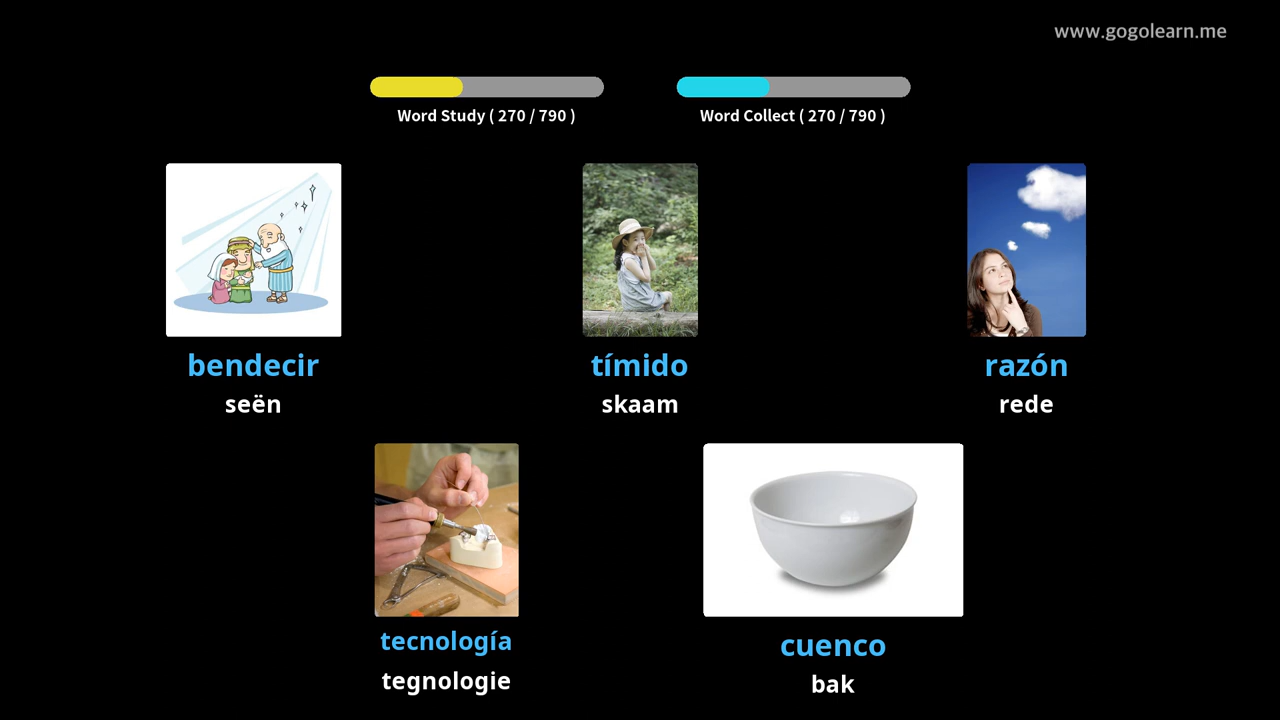 www.gogolearn.me
Word Study ( 270 / 790 )
Word Collect ( 270 / 790 )
bendecir
seën
tímido
skaam
razón
rede
tecnología
tegnologie
cuenco
bak